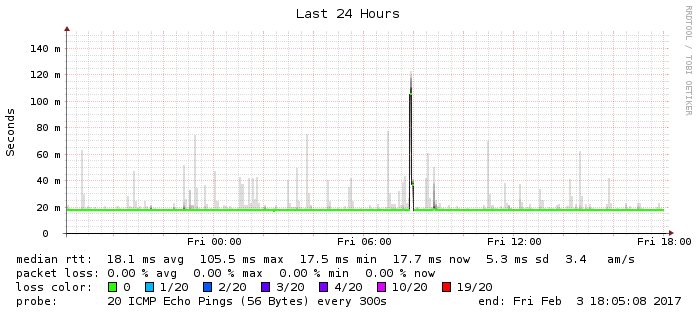 Last 24 Hours
RRDTOOL / TOBI OETIKER
Seconds
140 m
120 m
100 m
80 m
60 m
40 m
20 m
0
Fri 00:00 Fri 06:00 Fri 12:00 Fri 18:00
median rtt: 18.1 ms avg 105.5 ms max 17.5 ms min 17.7 ms now 5.3 ms sd 3.4 am/s
packet loss: 0.00 % avg 0.00 % max 0.00 % min 0.00 % now
loss color: 0 1/20 2/20 3/20 4/20 10/20 19/20
probe: 20 ICMP Echo Pings (56 Bytes) every 300s end: Fri Feb 3 18:05:08 2017